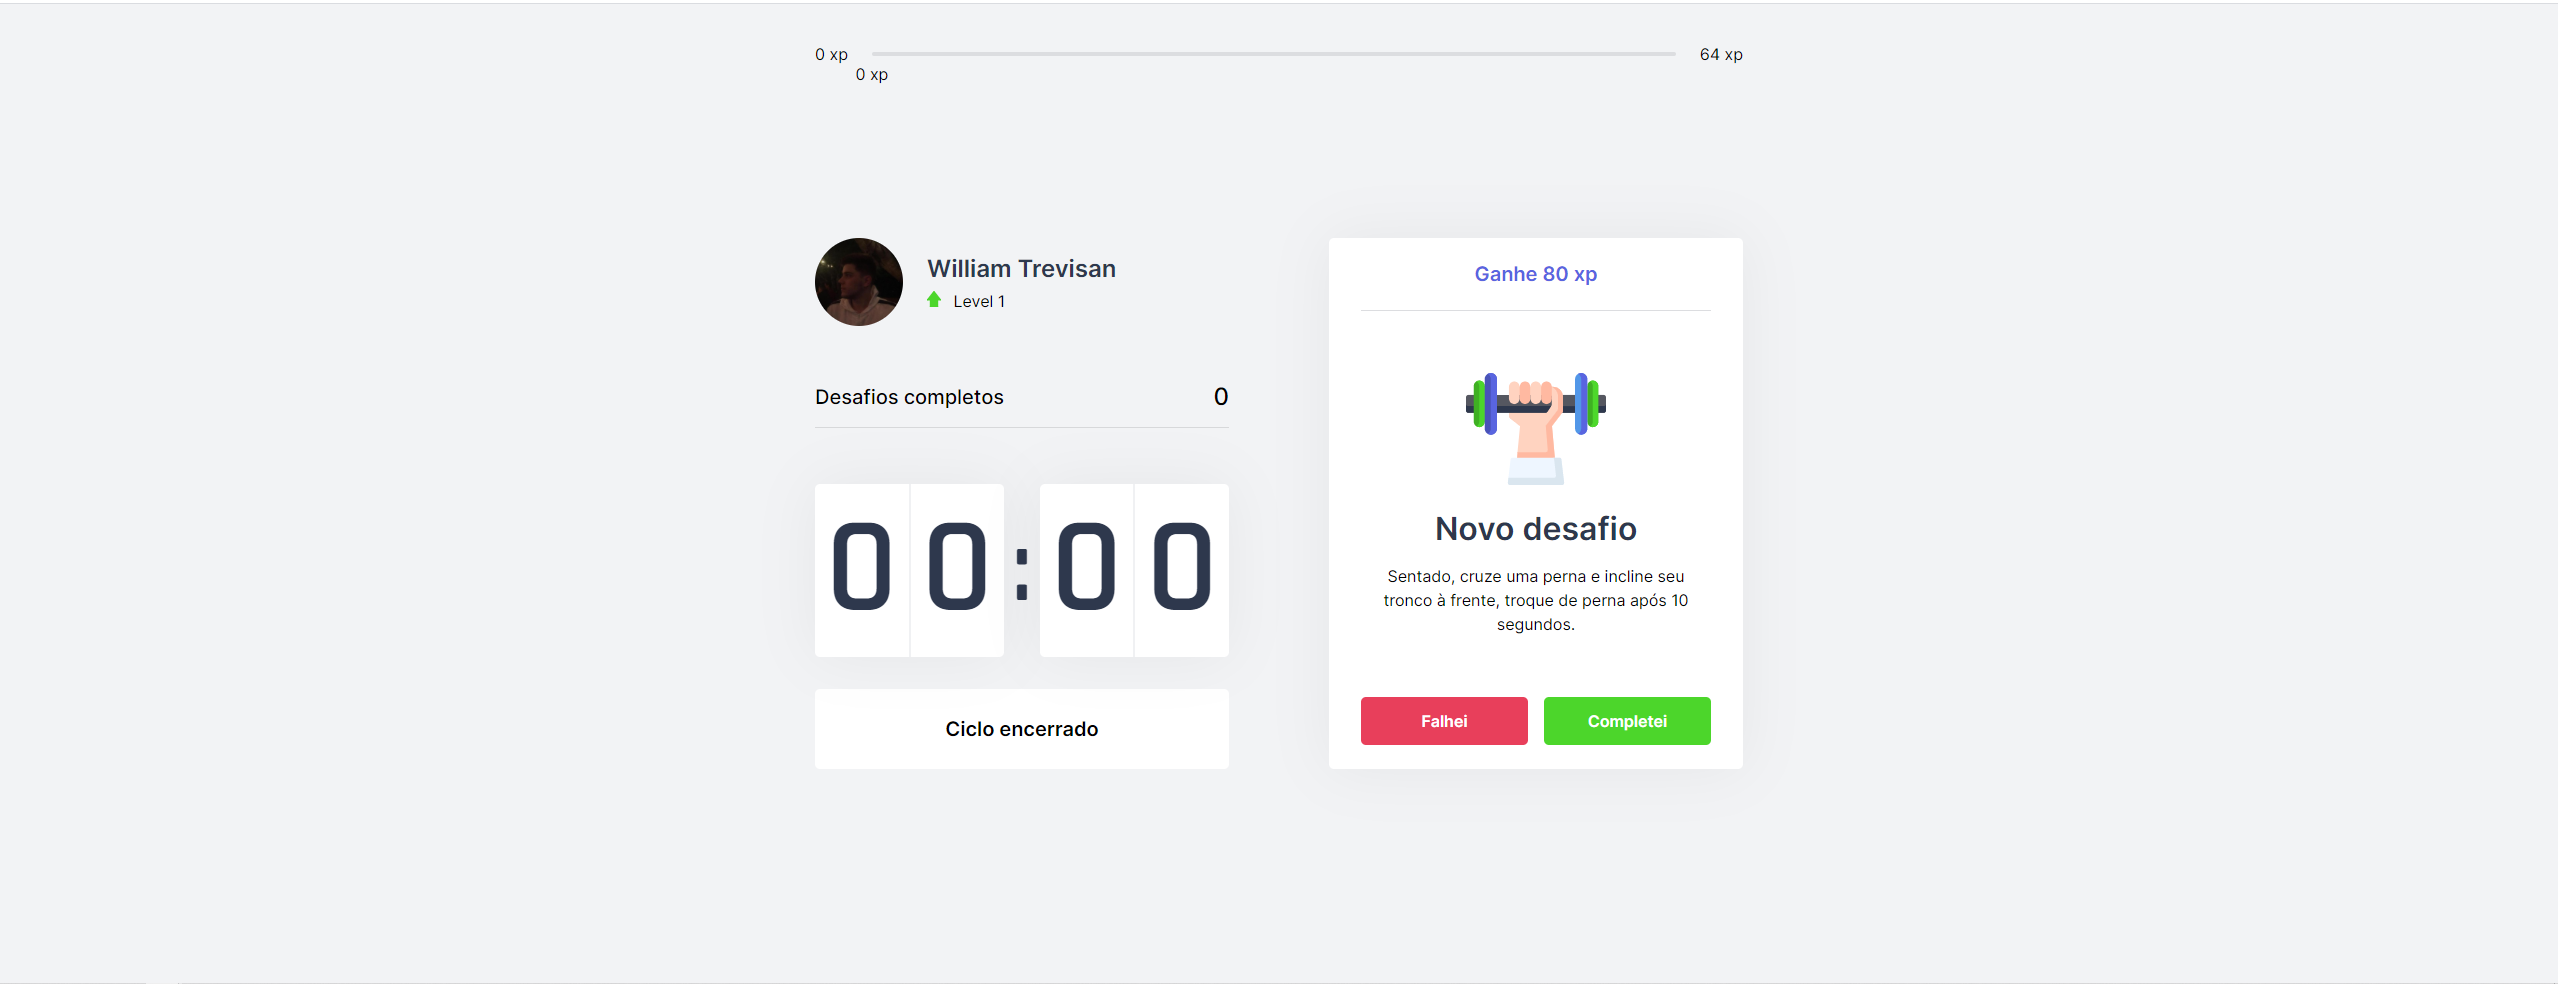 0 xp
64 xp
0 xp
William Trevisan
Level 1
Desafios completos
0
00:00
Ciclo encerrado
Ganhe 80 xp
Novo desafio
Sentado, cruze uma perna e incline seu
tronco à frente, troque de perna após 10
segundos.
Falhei
Completei